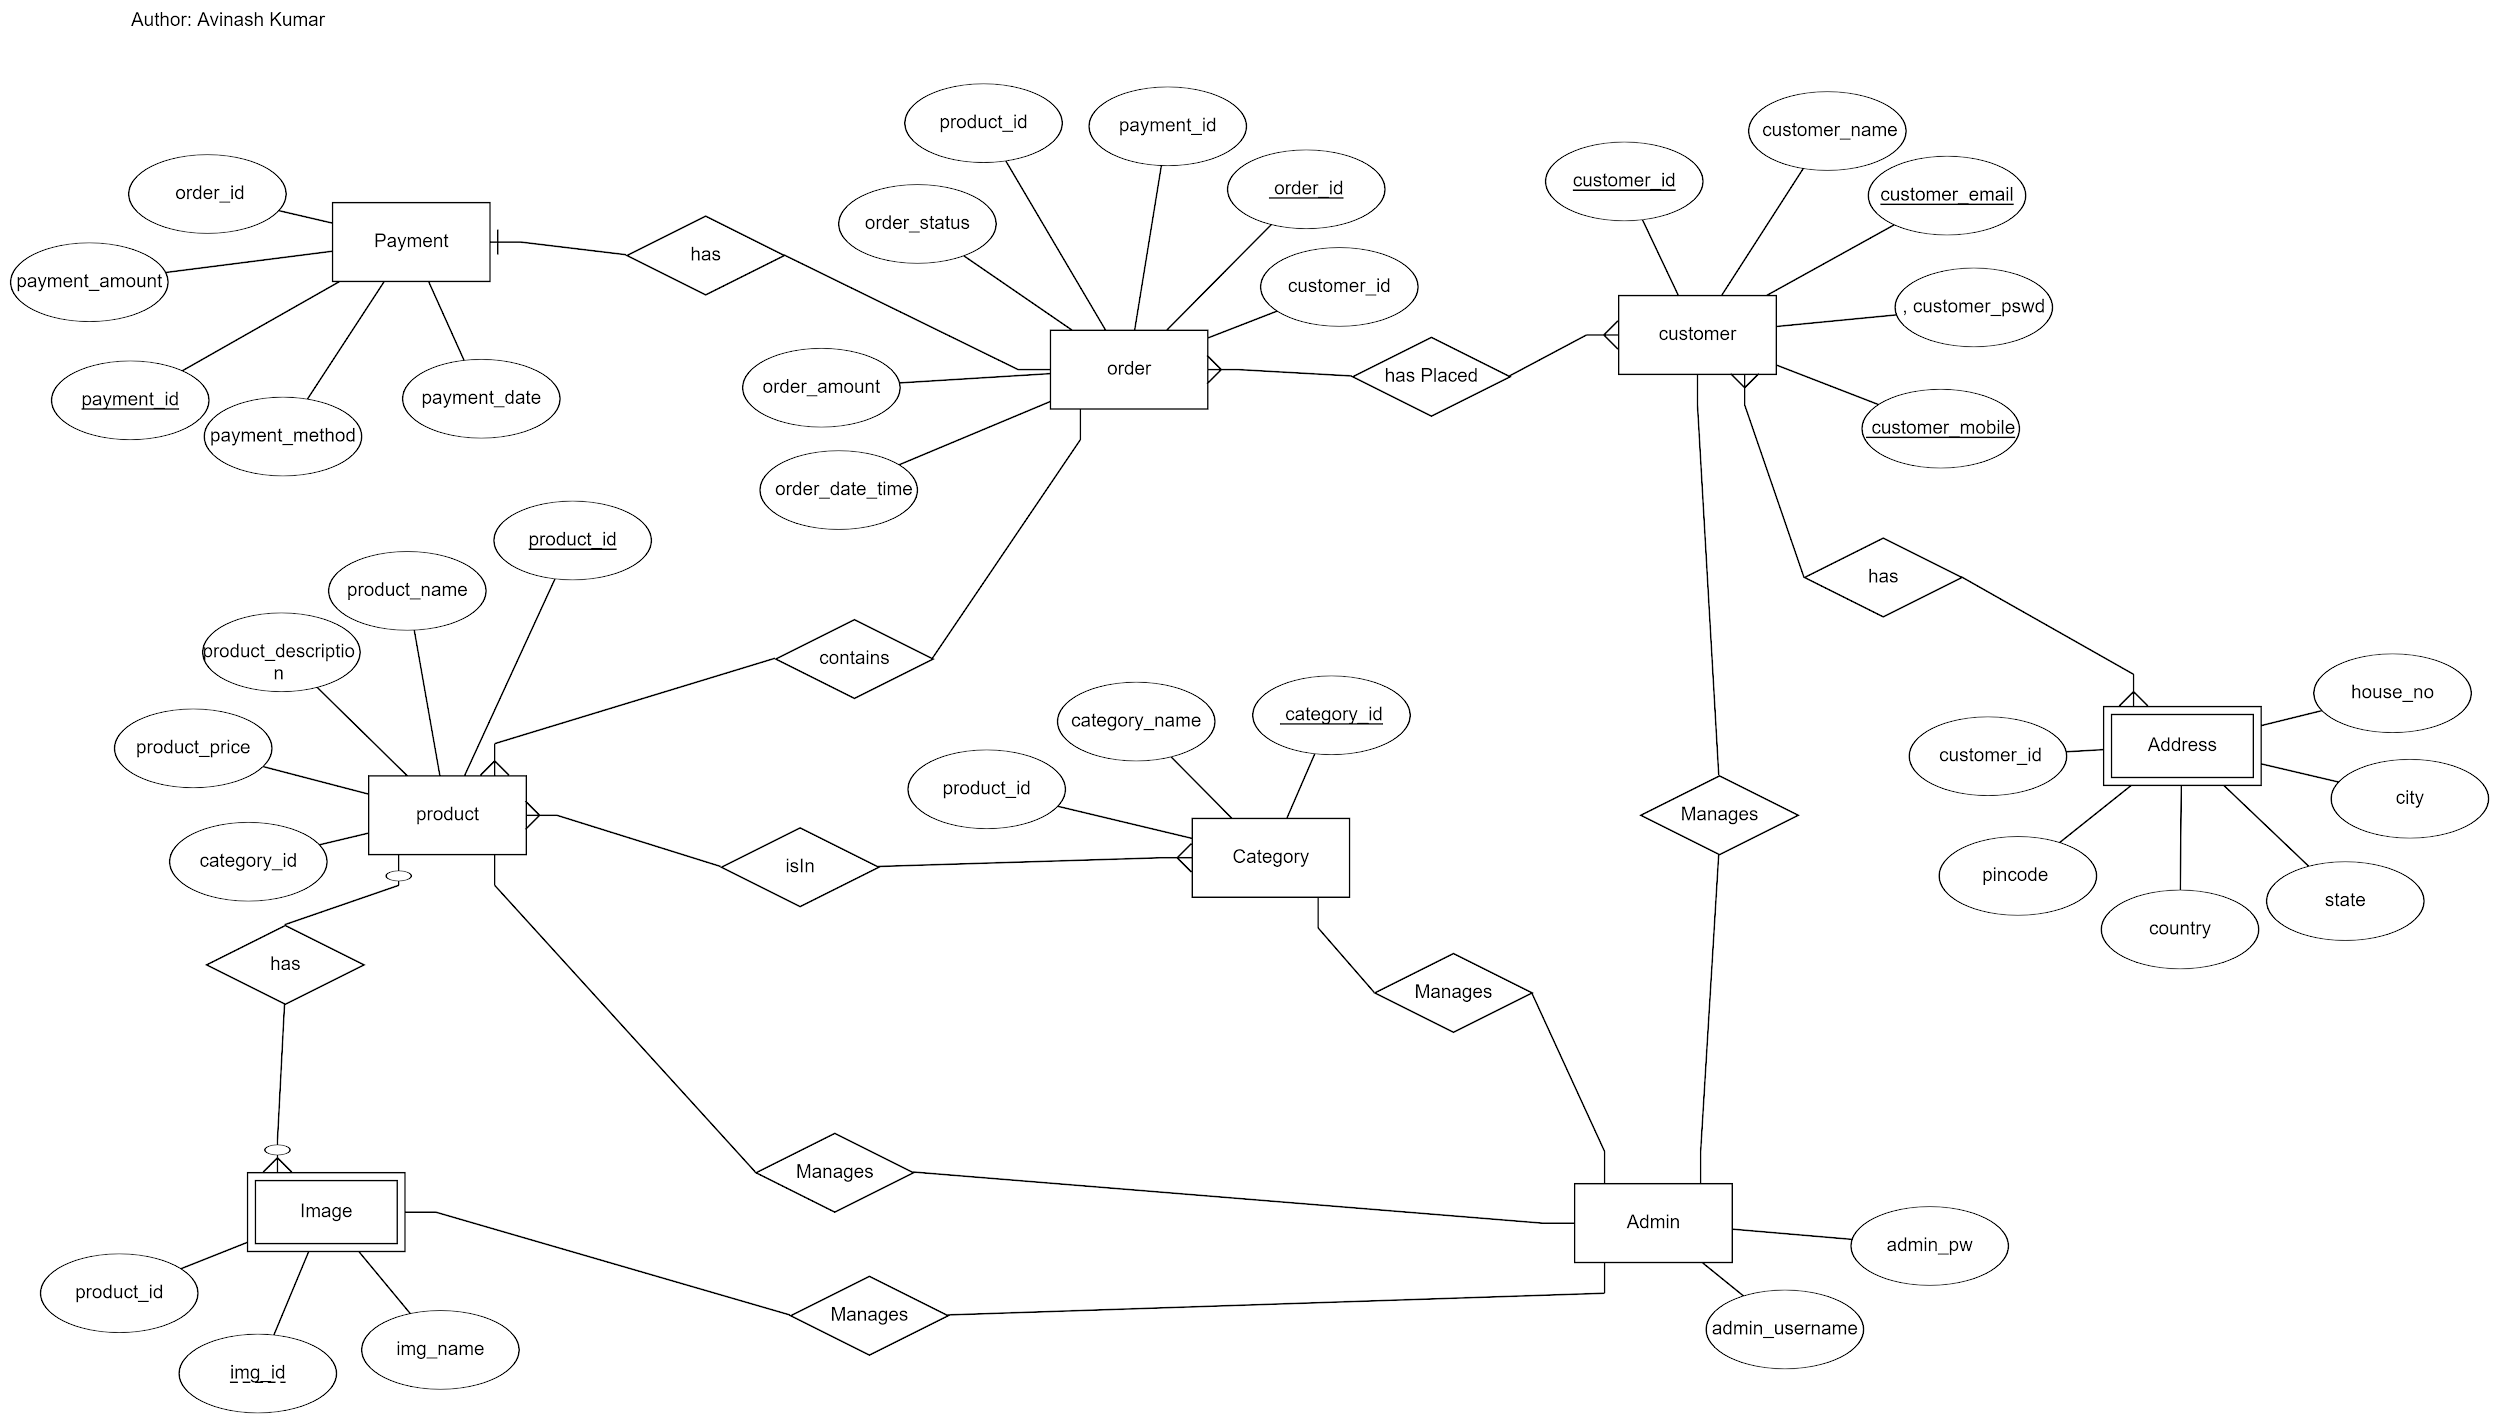 Author: Avinash Kumar
product_id
payment_id
customer_name
order_id
order_status
order_id
customer_id
customer_email
Payment
has
payment_amount
customer_id
, customer_pswd
customer
order
has Placed
order_amount
payment_id
payment_date
payment_method
customer_mobile
order_date_time
product_id
product_name
has
product_descriptio
n
contains
house_no
category_name
category_id
product_price
Address
customer_id
product_id
city
product
Manages
Category
category_id
isIn
pincode
state
country
has
Manages
Manages
Image
Admin
admin_pw
product_id
Manages
admin_username
img_name
img_id